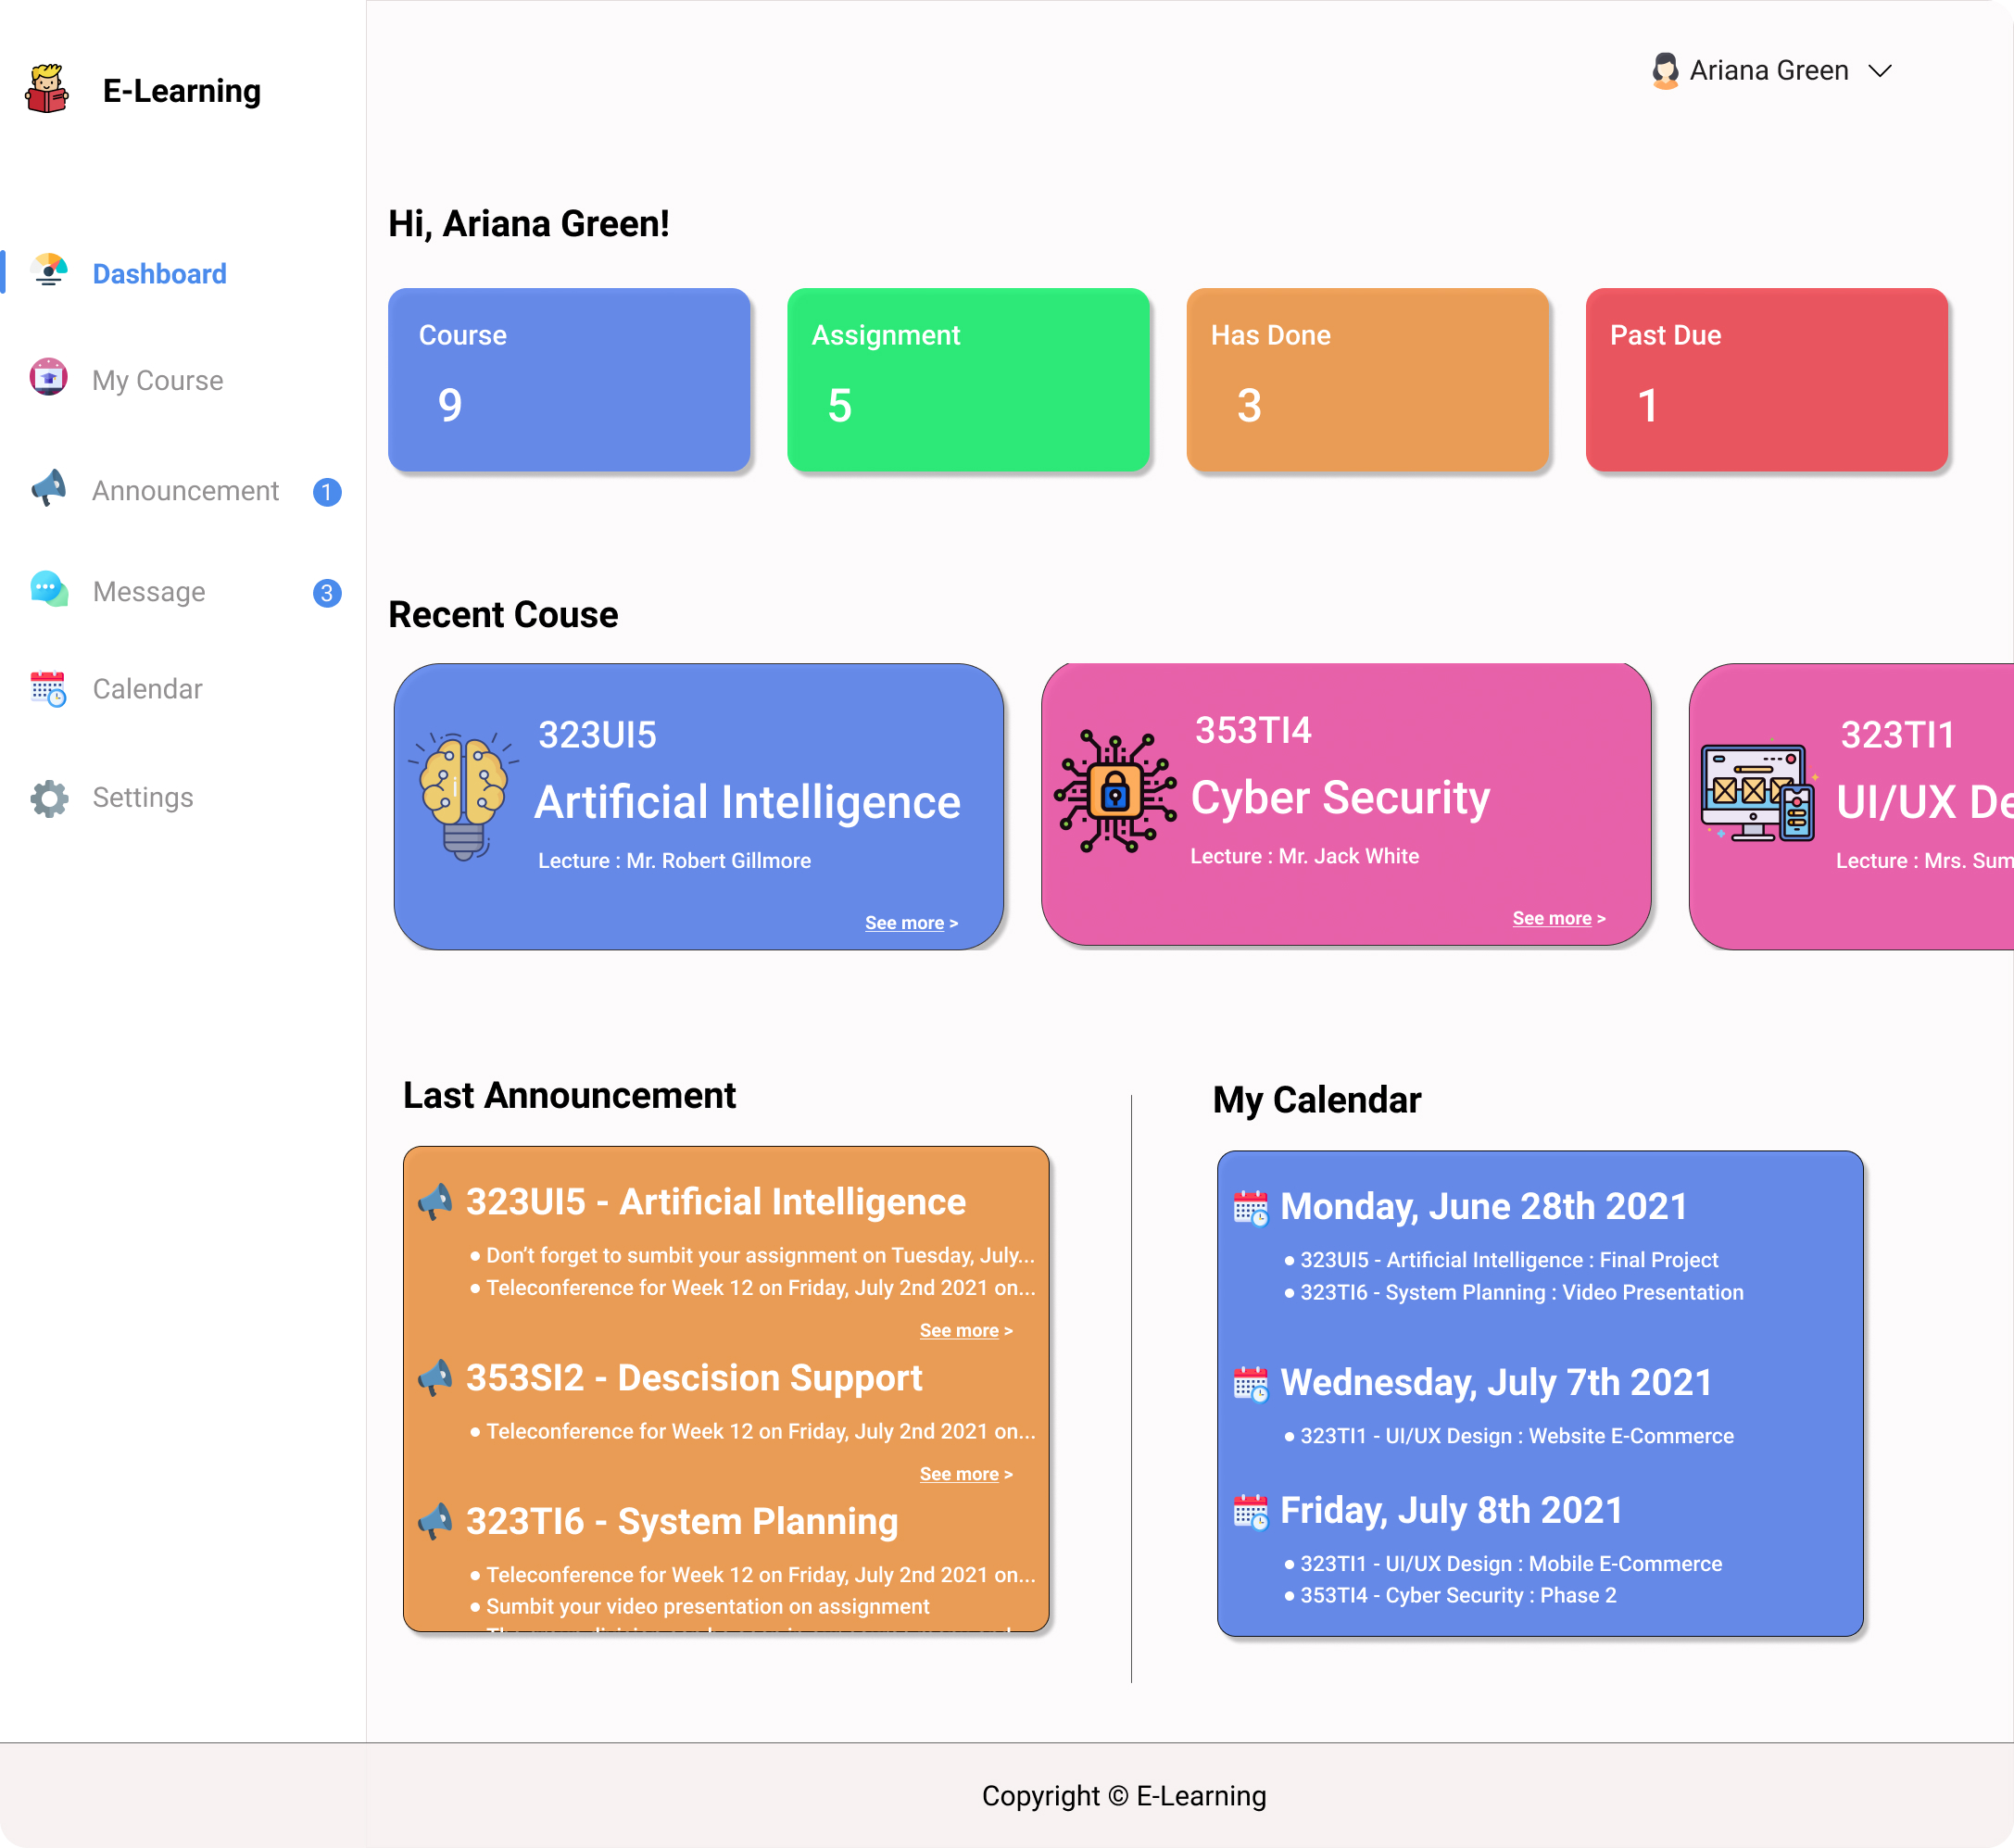 E-Learning
Ariana Green
Dashboard
My Course
Announcement 1
Message 3
Calendar
Settings
Hi, Ariana Green!
Course
9
Assignment
5
Has Done
3
Past Due
1
Recent Couse
323UI5
Artificial Intelligence
Lecture : Mr. Robert Gillmore
See more >
353TI4
Cyber Security
Lecture : Mr. Jack White
See more >
323TI1
UI/UX De
Lecture : Mrs. Sum
Last Announcement
323UI5 - Artificial Intelligence
• Don't forget to sumbit your assignment on Tuesday, July...
• Teleconference for Week 12 on Friday, July 2nd 2021 on...
See more >
353SI2 - Descision Support
• Teleconference for Week 12 on Friday, July 2nd 2021 on...
See more >
323TI6 - System Planning
• Teleconference for Week 12 on Friday, July 2nd 2021 on...
• Sumbit your video presentation on assignment
My Calendar
Monday, June 28th 2021
• 323UI5 - Artificial Intelligence : Final Project
• 323TI6 - System Planning : Video Presentation
Wednesday, July 7th 2021
• 323TI1 - UI/UX Design : Website E-Commerce
Friday, July 8th 2021
• 323TI1 - UI/UX Design : Mobile E-Commerce
• 353TI4 - Cyber Security : Phase 2
Copyright © E-Learning